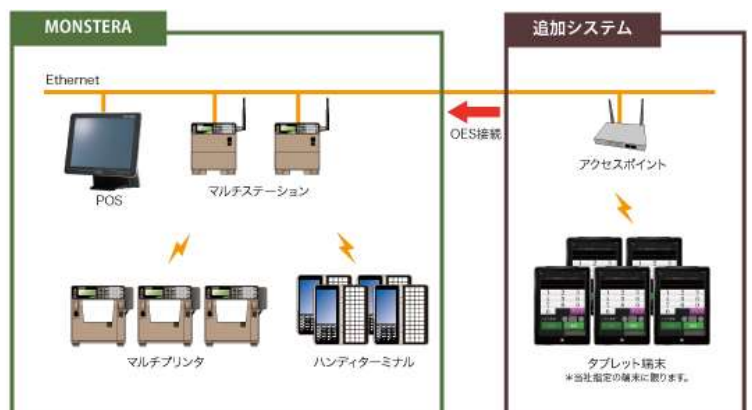 MONSTERA
追加システム
Ethernet
OES接続
POS
マルチステーション
アクセスポイント
マルチプリンタ
ハンディターミナル
タブレット端末
＊当社指定の端末に限ります。